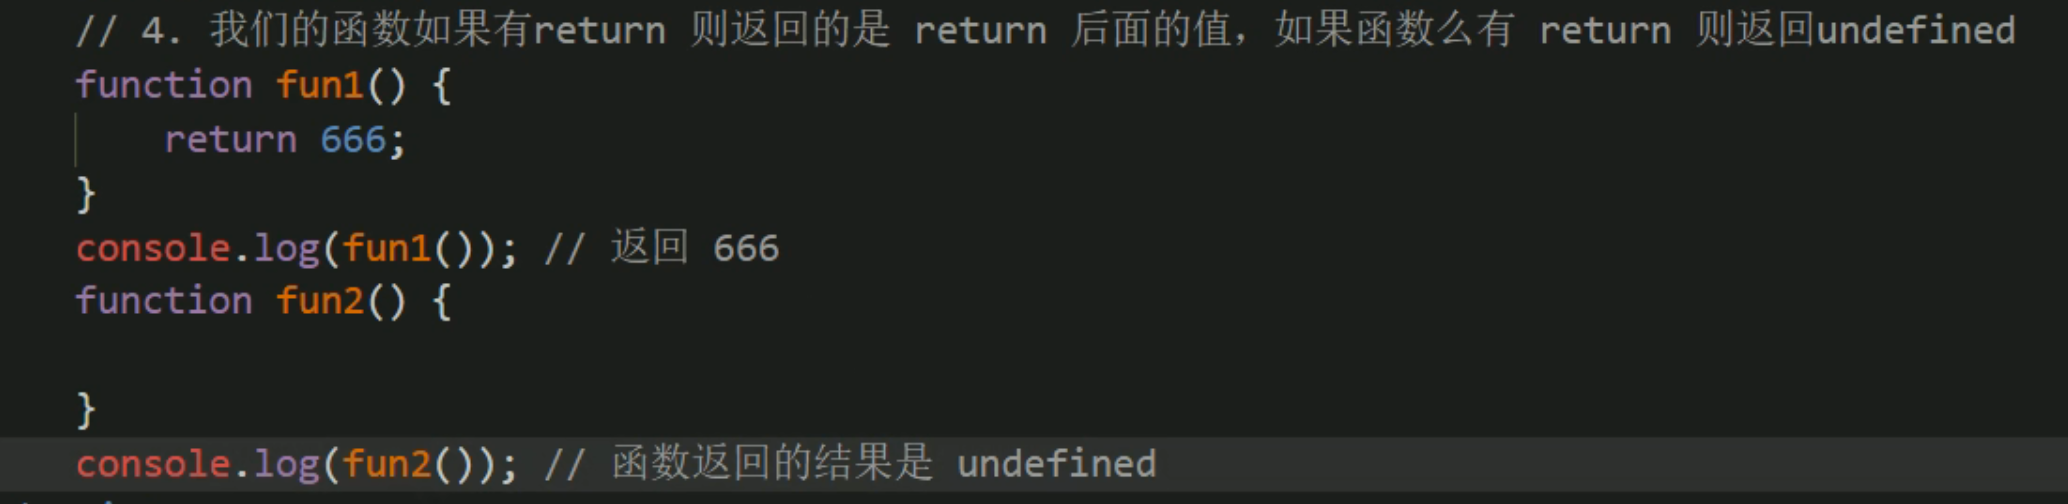 // 4. 我们的函数如果有return 则返回的是 return 后面的值，如果函数么有 return 则返回undefined
function fun1() {
    return 666;
}
console.log(fun1()); // 返回 666
function fun2() {
}
console.log(fun2()); // 函数返回的结果是 undefined